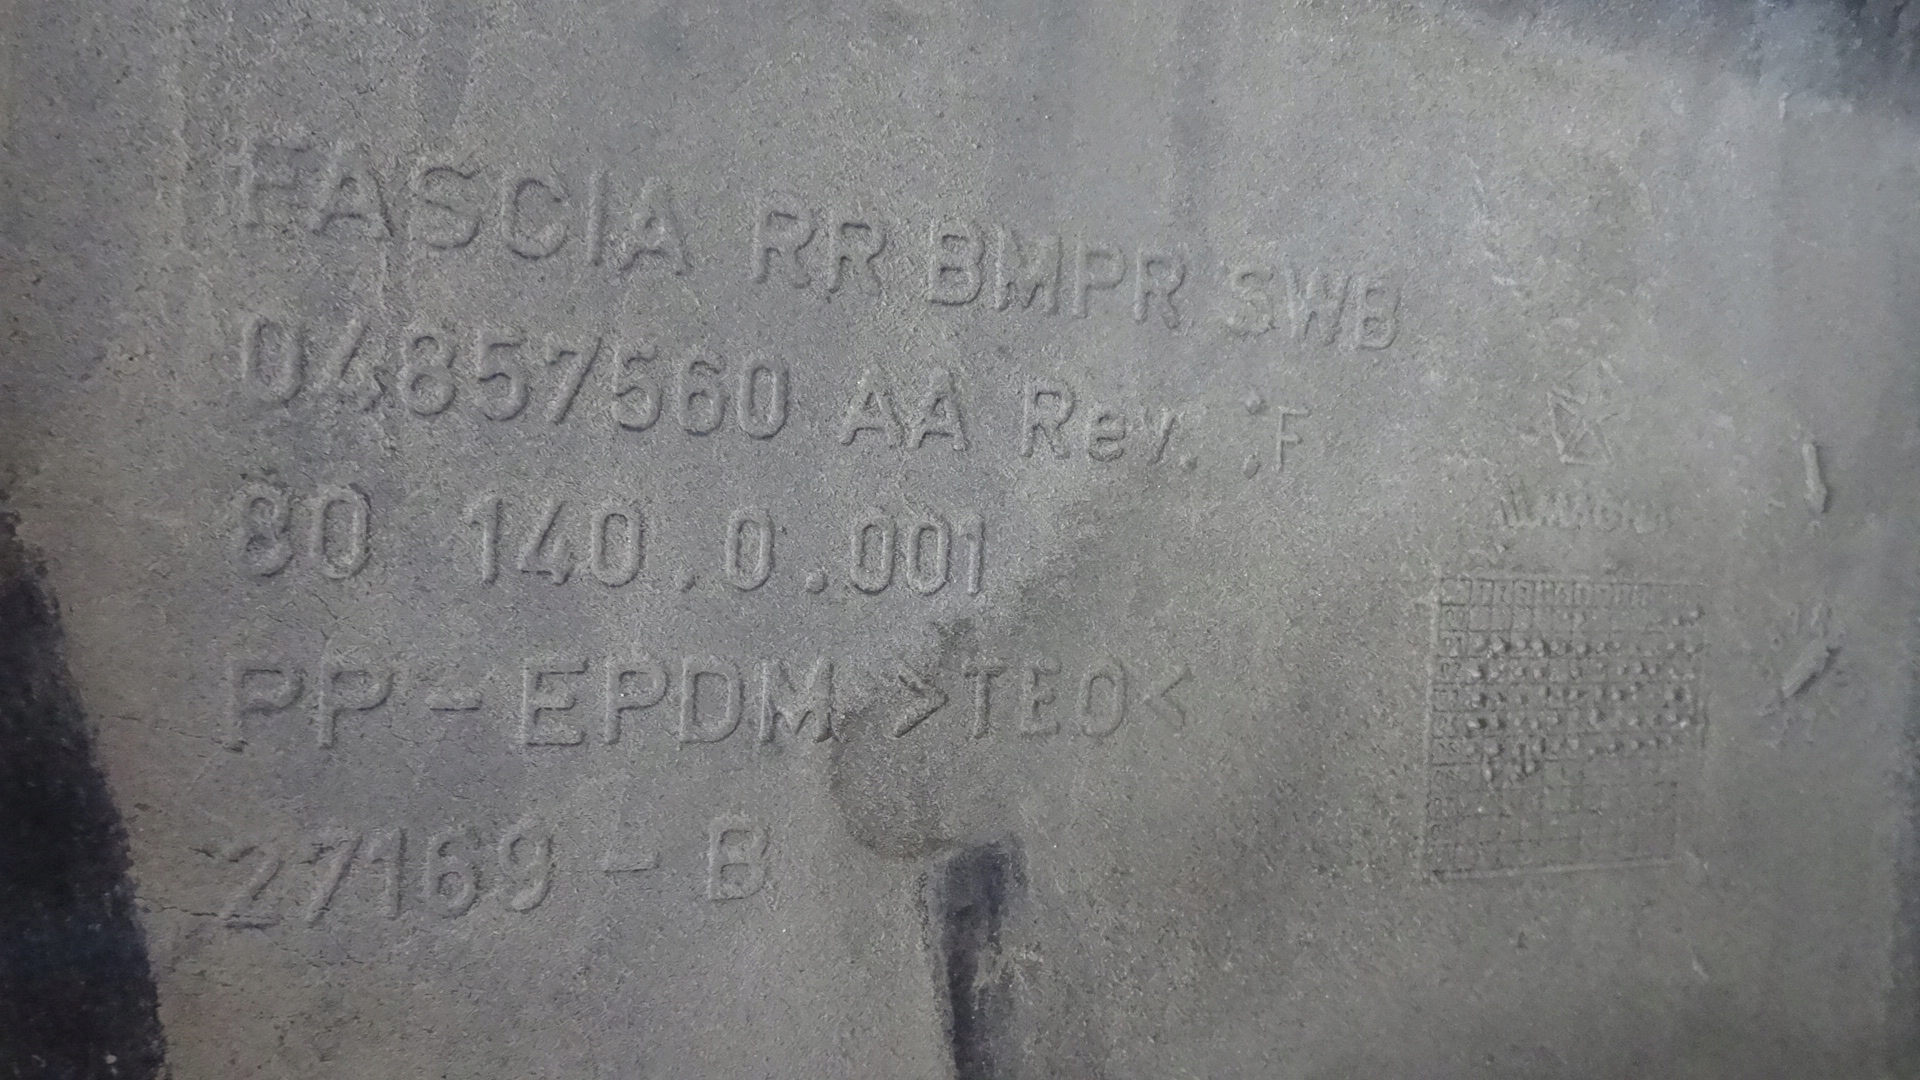 FASCIA RR BMPR SWB
04857560 AA Rev. :F
80 140.0.001
PP-EPDM >TEO<
27169 - B